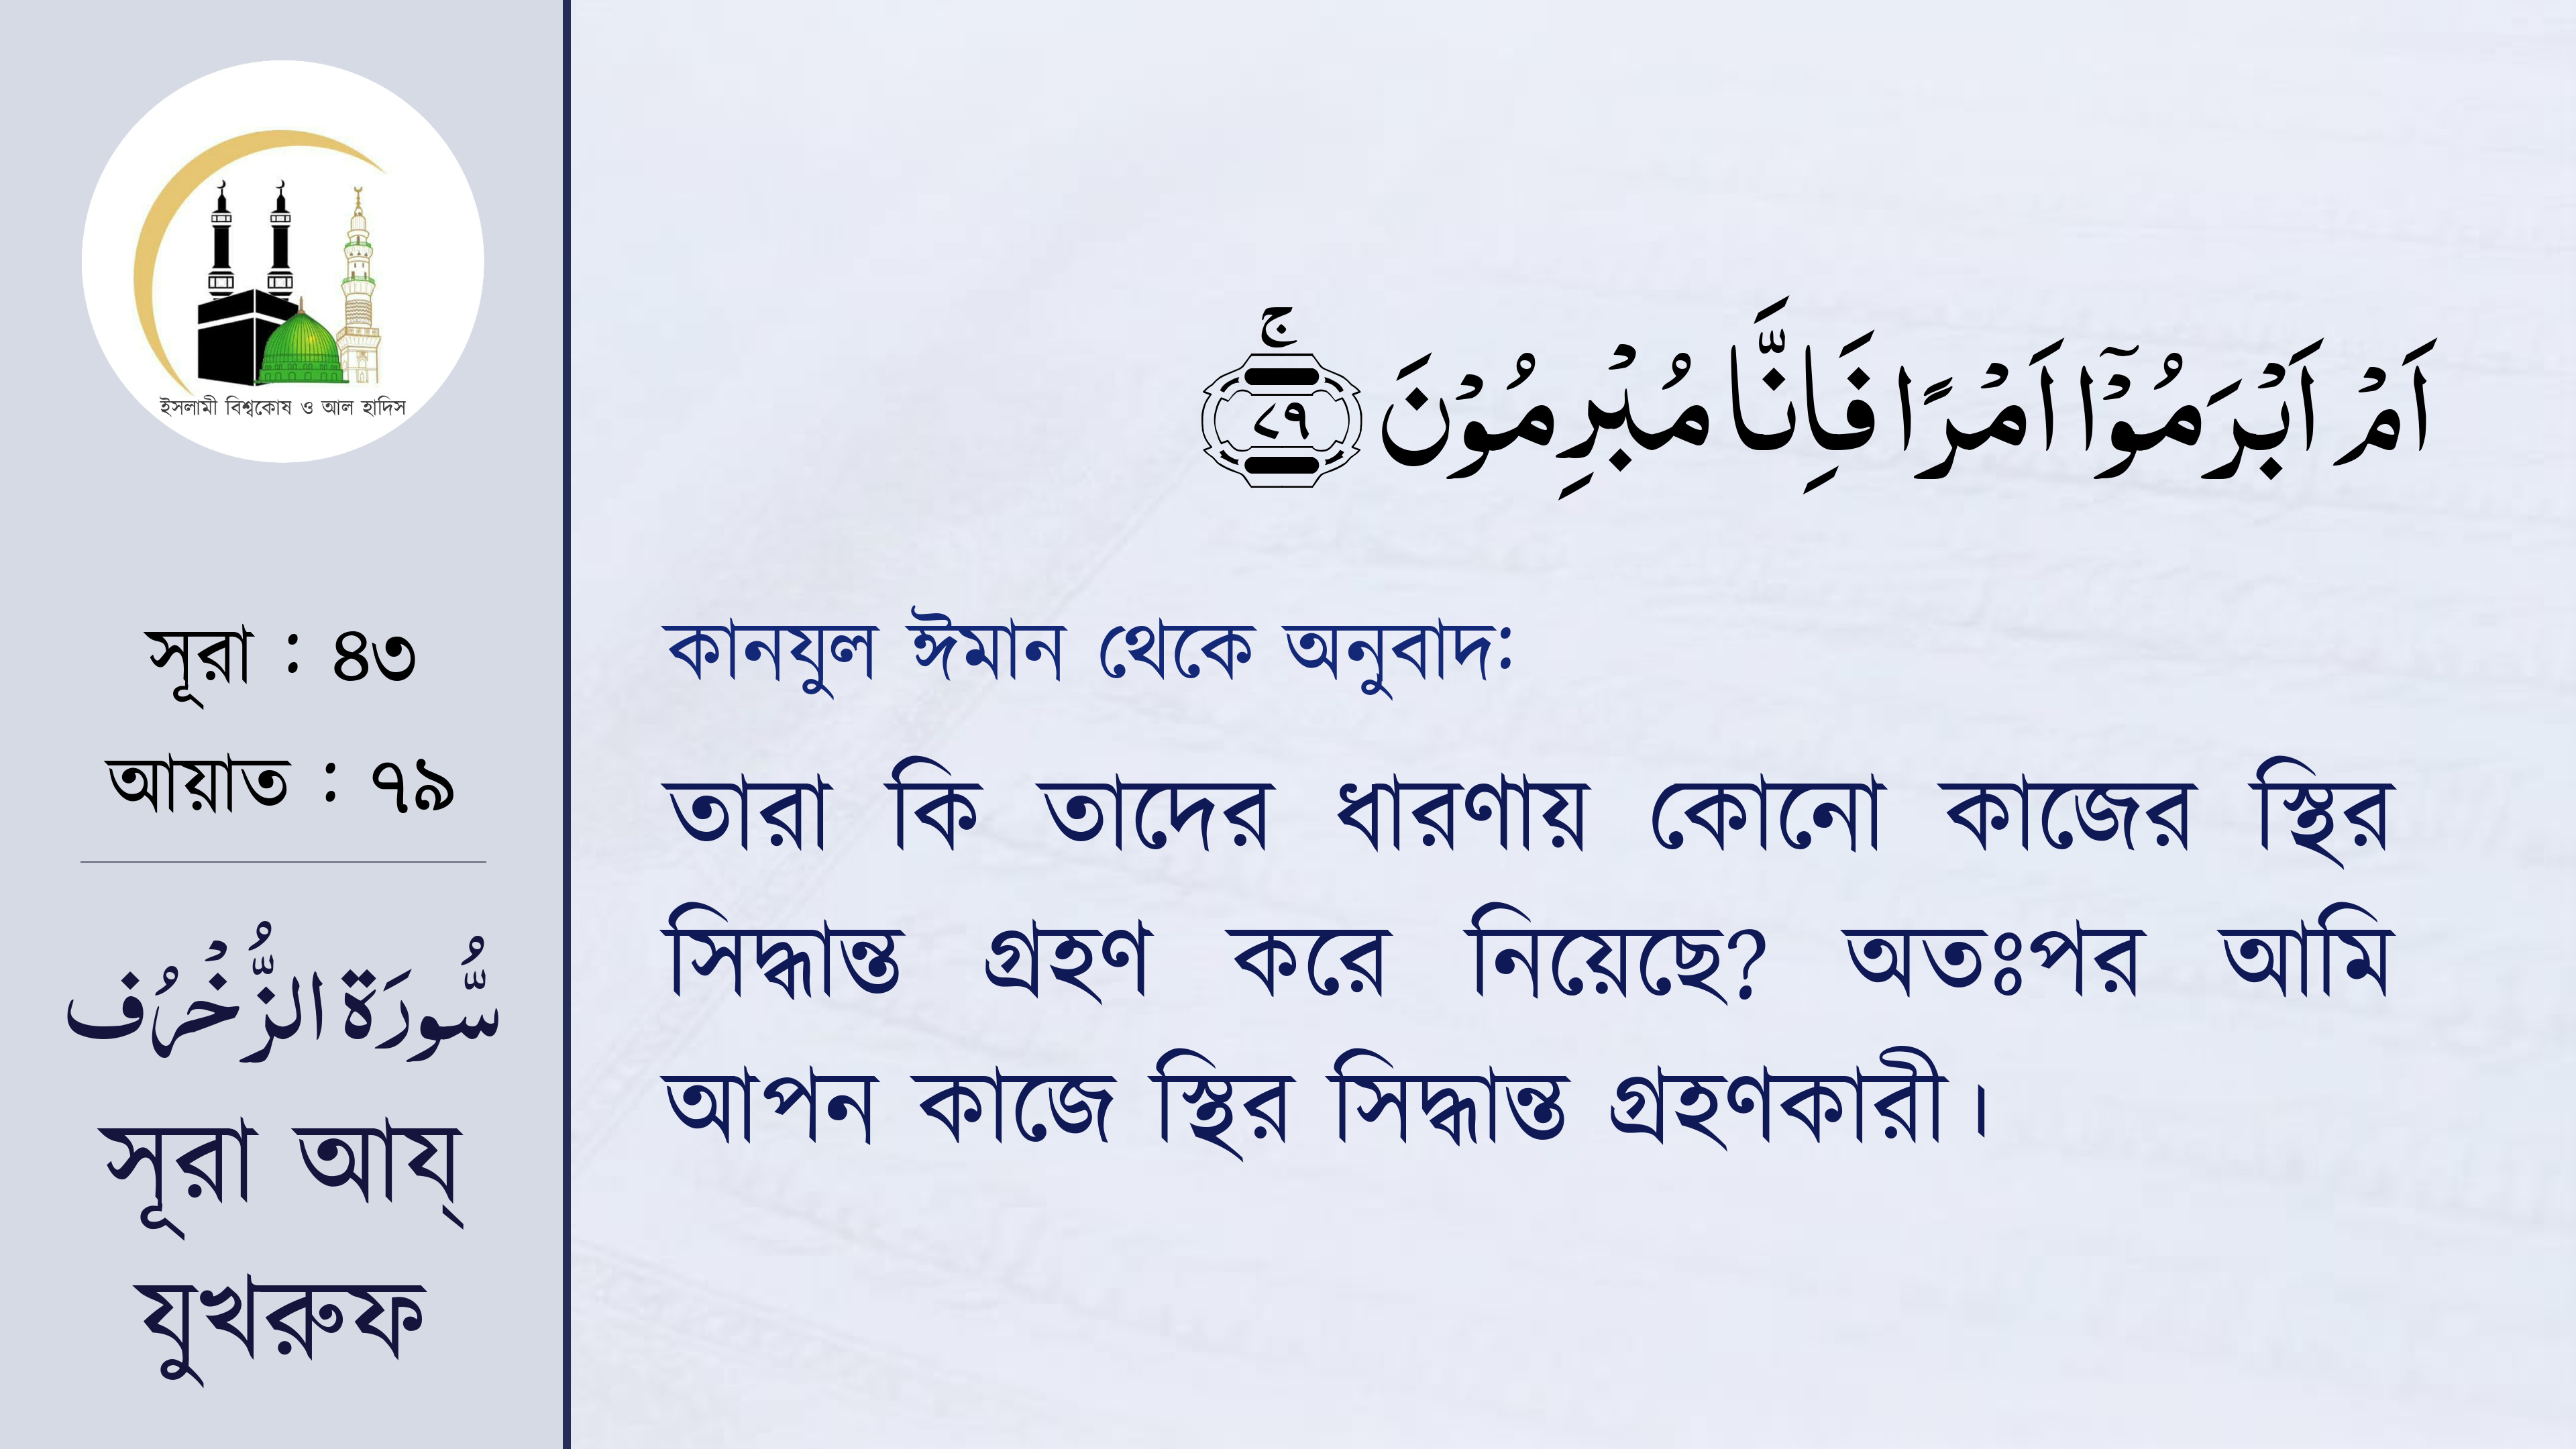 ইসলামী বিশ্বকোষ ও আল হাদিস
সূরা : ৪৩
আয়াত : ৭৯
سُّورَة الزُّخْرُف
সূরা আয্
যুখরুফ
اَمْ اَبْرَمُوْۤا اَمْرًا فَاِنَّا مُبْرِمُوْنَ ۚ﴿۷۹﴾
কানযুল ঈমান থেকে অনুবাদ:
তারা কি তাদের ধারণায় কোনো কাজের স্থির
সিদ্ধান্ত গ্রহণ করে নিয়েছে? অতঃপর আমি
আপন কাজে স্থির সিদ্ধান্ত গ্রহণকারী।